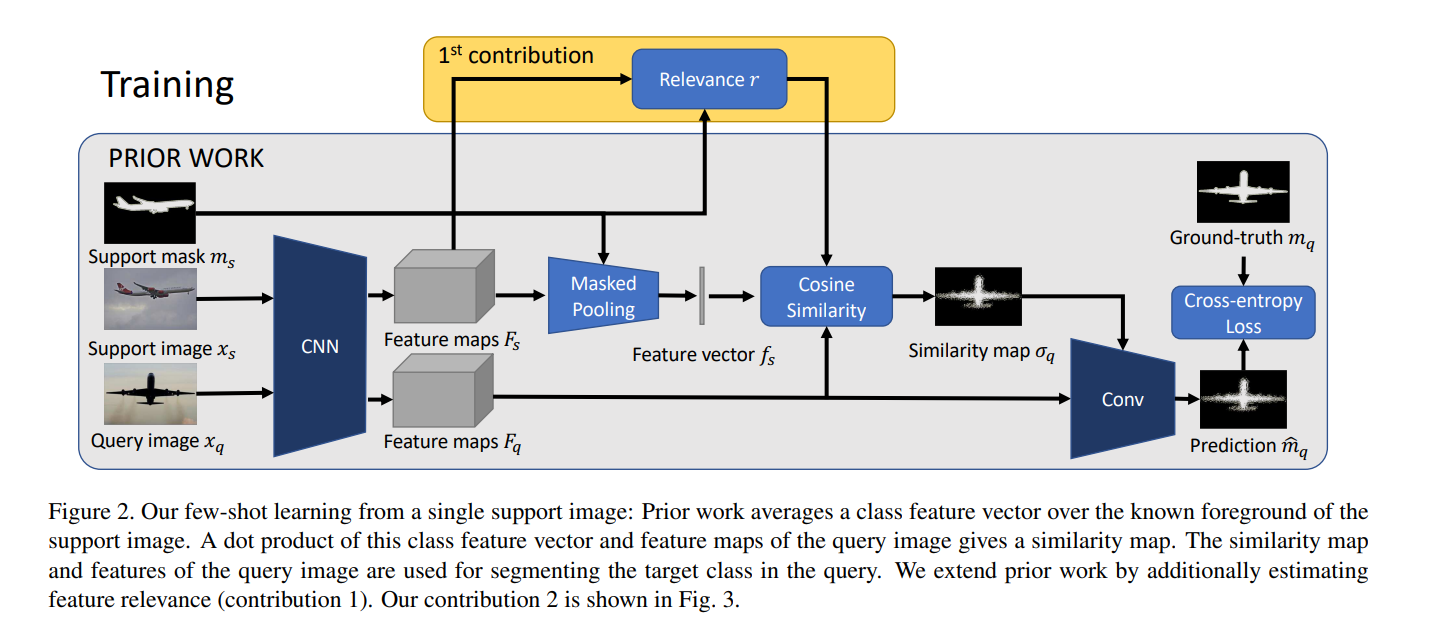 Training
1st contribution
Relevance r
PRIOR WORK
Support mask mₛ
Support image xₛ
Query image x_q
CNN
Feature maps Fₛ
Feature maps F_q
Masked
Pooling
Feature vector fₛ
Cosine
Similarity
Similarity map σ_q
Conv
Ground-truth m_q
Cross-entropy
Loss
Prediction m̂_q
Figure 2. Our few-shot learning from a single support image: Prior work averages a class feature vector over the known foreground of the
support image. A dot product of this class feature vector and feature maps of the query image gives a similarity map. The similarity map
and features of the query image are used for segmenting the target class in the query. We extend prior work by additionally estimating
feature relevance (contribution 1). Our contribution 2 is shown in Fig. 3.